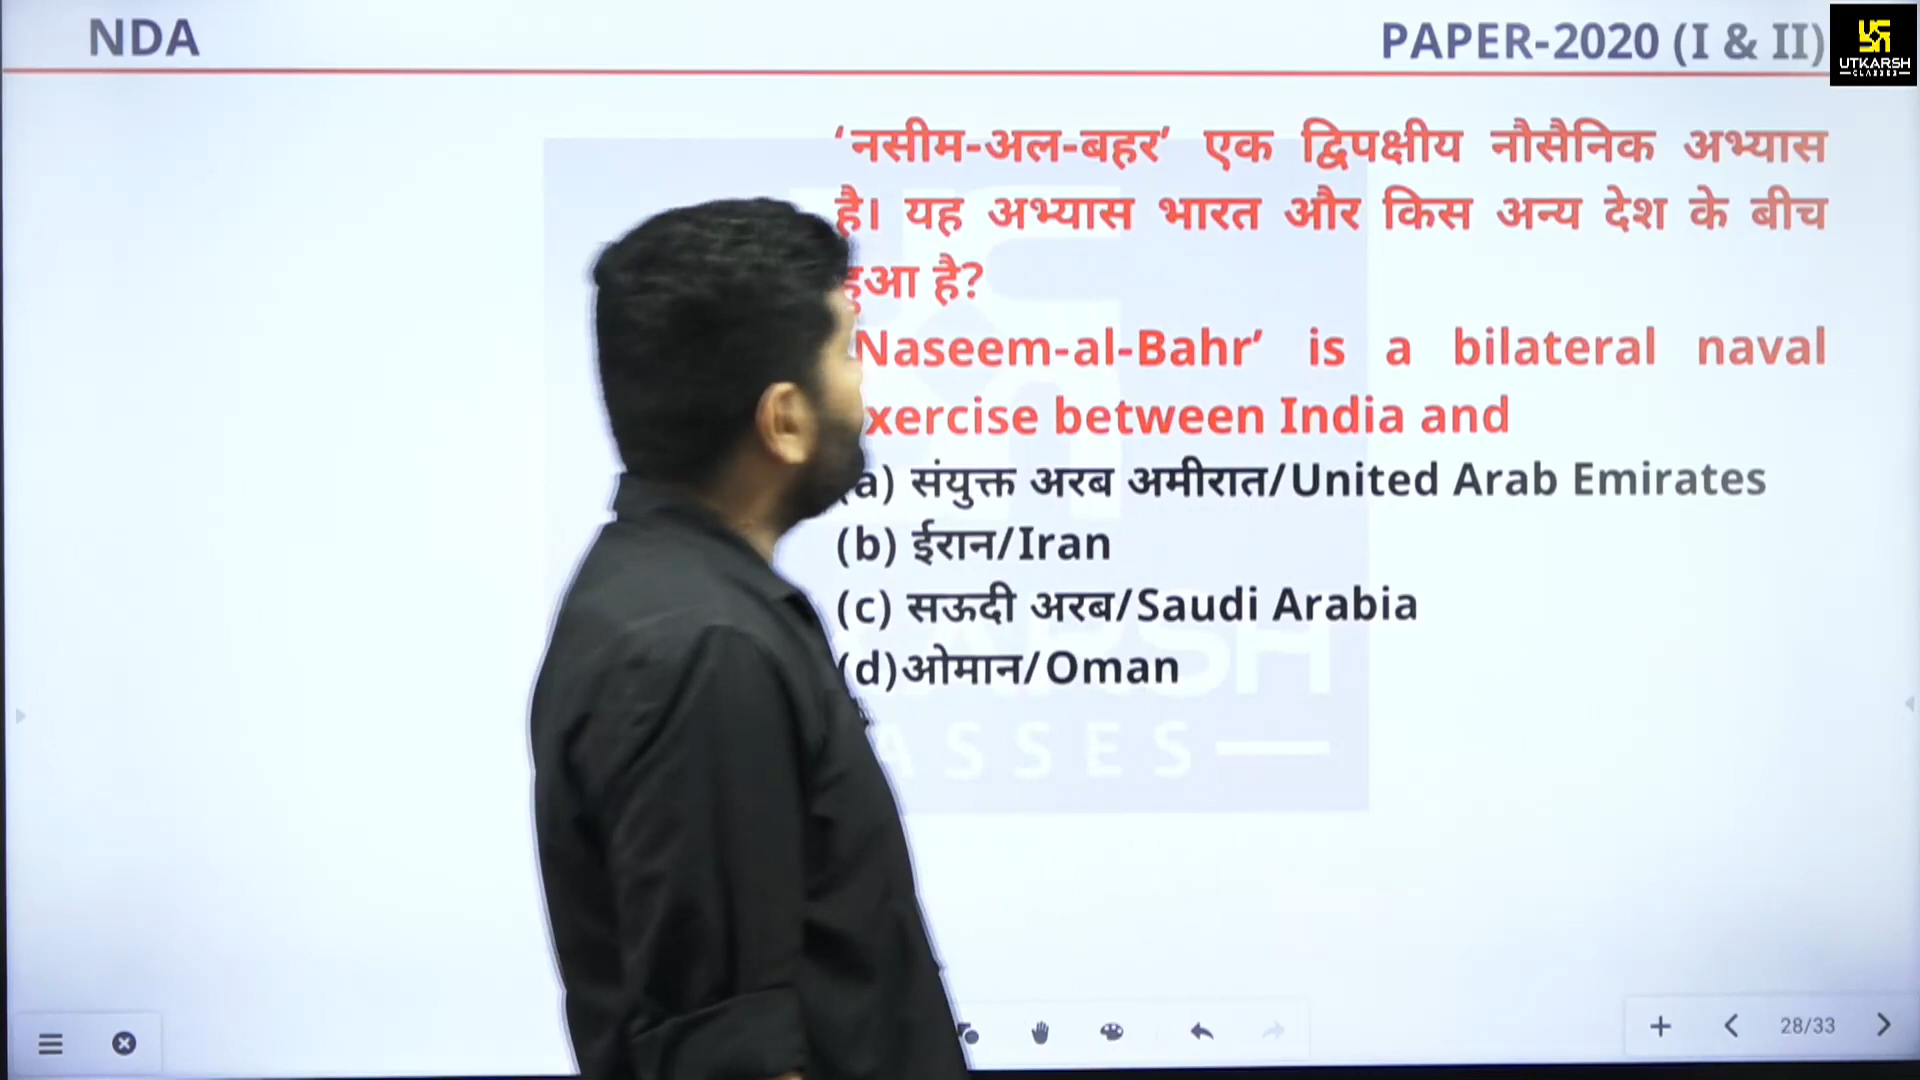 NDA
PAPER-2020 (I & II)
UTKARSH
CLASSES
‘नसीम-अल-बहर’ एक द्विपक्षीय नौसैनिक अभ्यास
है। यह अभ्यास भारत और किस अन्य देश के बीच
हुआ है?
Naseem-al-Bahr’ is a bilateral naval
xercise between India and
(a) संयुक्त अरब अमीरात/United Arab Emirates
(b) ईरान/Iran
(c) सऊदी अरब/Saudi Arabia
(d)ओमान/Oman
28/33